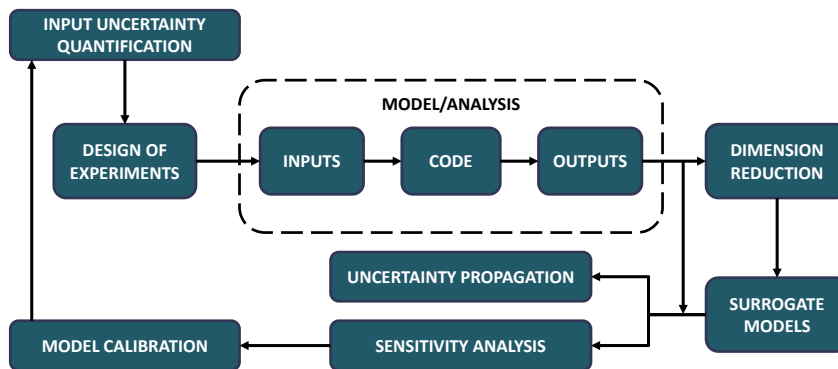 INPUT UNCERTAINTY
QUANTIFICATION
MODEL/ANALYSIS
DESIGN OF
EXPERIMENTS
INPUTS
CODE
OUTPUTS
DIMENSION
REDUCTION
UNCERTAINTY PROPAGATION
SURROGATE
MODELS
MODEL CALIBRATION
SENSITIVITY ANALYSIS